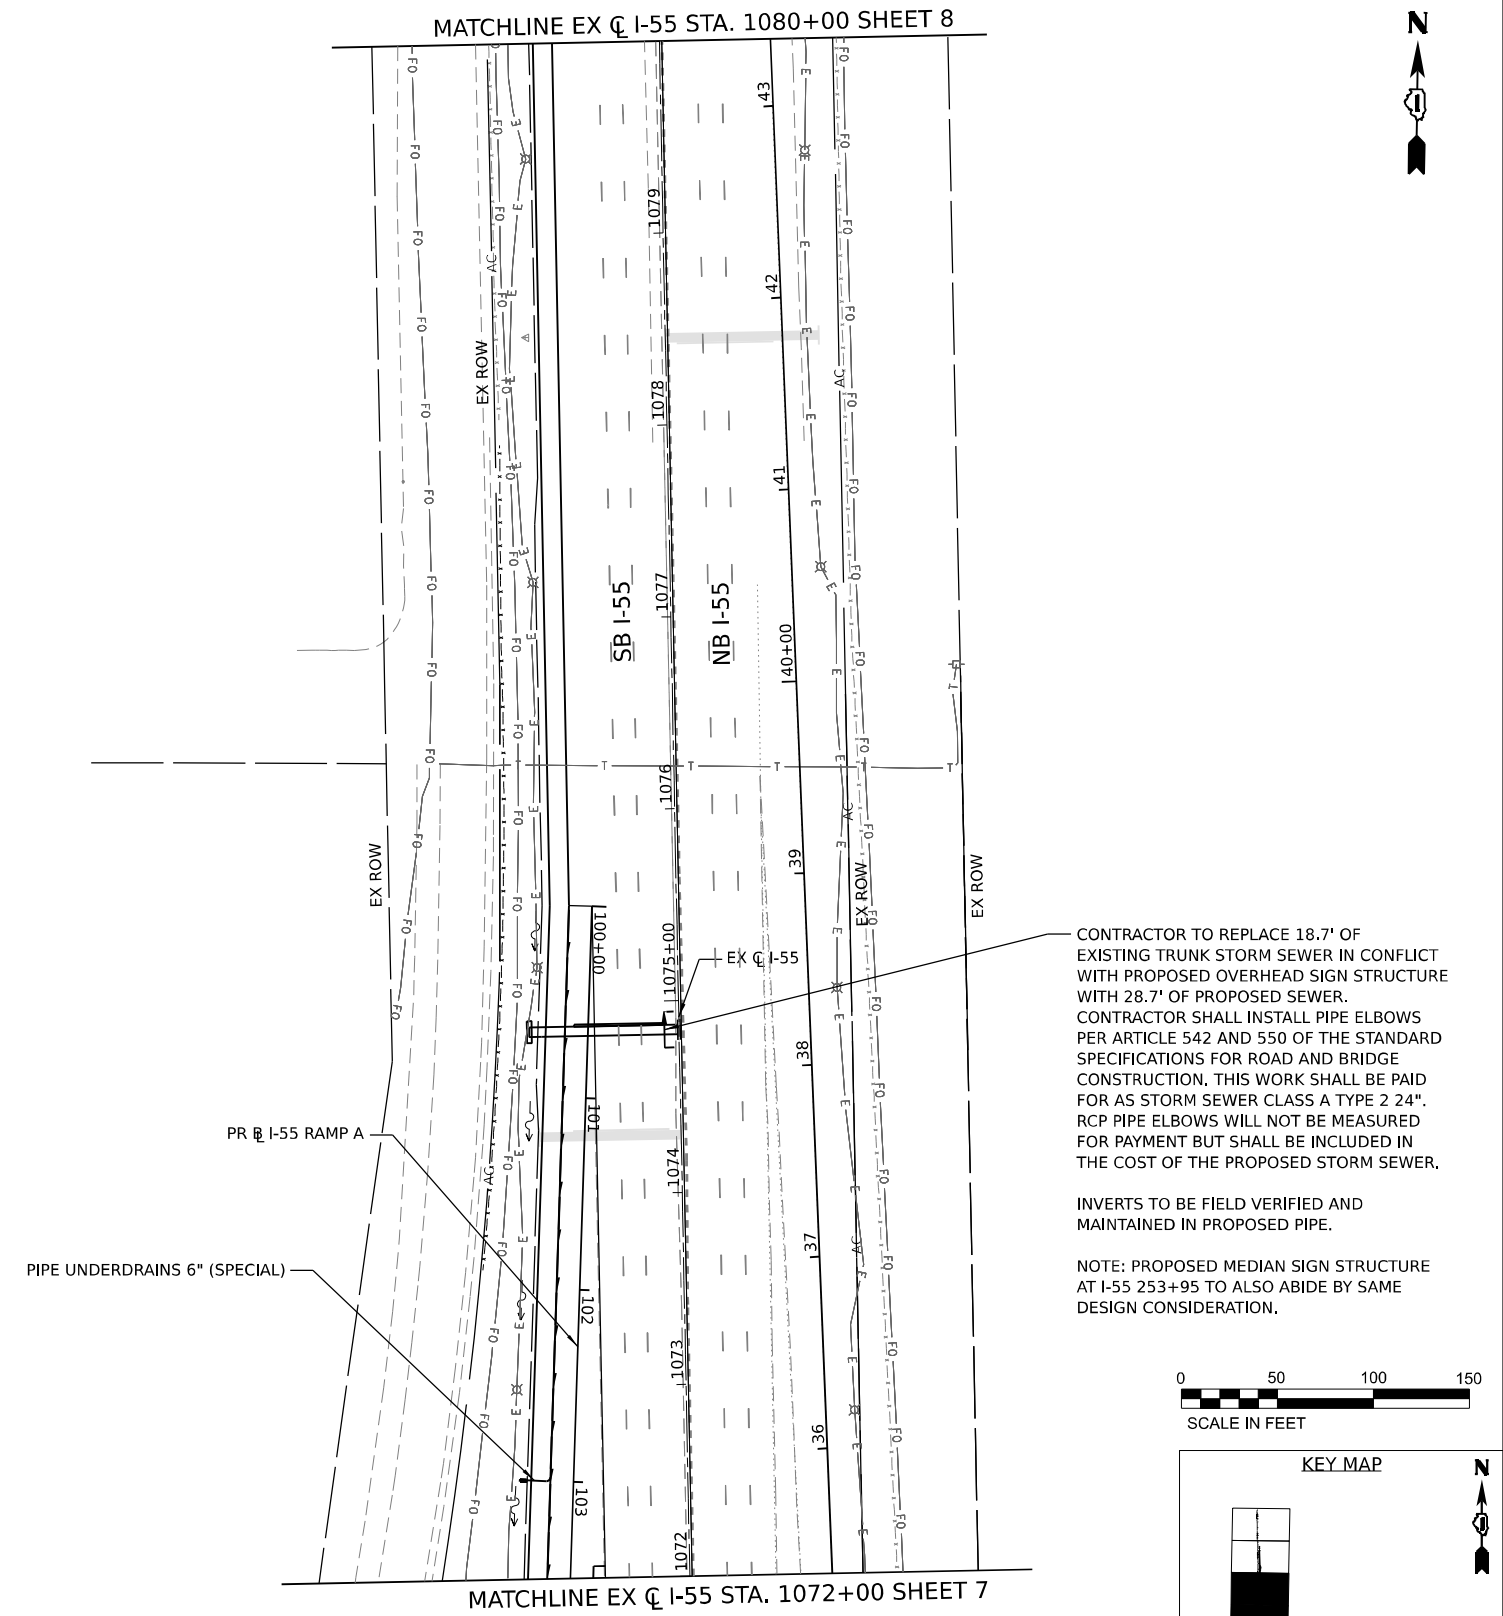 MATCHLINE EX ℄ I-55 STA. 1080+00 SHEET 8
N
43
1079
42
EX ROW
AC
1078
AC
41
1077
SB I-55
NB I-55
40+00
1076
AC
39
EX ROW
EX ROW
EX ROW
100+00
1075+00
EX ℄ I-55
CONTRACTOR TO REPLACE 18.7' OF
EXISTING TRUNK STORM SEWER IN CONFLICT
WITH PROPOSED OVERHEAD SIGN STRUCTURE
WITH 28.7' OF PROPOSED SEWER.
CONTRACTOR SHALL INSTALL PIPE ELBOWS
PER ARTICLE 542 AND 550 OF THE STANDARD
SPECIFICATIONS FOR ROAD AND BRIDGE
CONSTRUCTION. THIS WORK SHALL BE PAID
FOR AS STORM SEWER CLASS A TYPE 2 24".
RCP PIPE ELBOWS WILL NOT BE MEASURED
FOR PAYMENT BUT SHALL BE INCLUDED IN
THE COST OF THE PROPOSED STORM SEWER.
INVERTS TO BE FIELD VERIFIED AND
MAINTAINED IN PROPOSED PIPE.
NOTE: PROPOSED MEDIAN SIGN STRUCTURE
AT I-55 253+95 TO ALSO ABIDE BY SAME
DESIGN CONSIDERATION.
38
101
PR BL I-55 RAMP A
1074
AC
37
AC
PIPE UNDERDRAINS 6" (SPECIAL)
102
1073
36
103
1072
0 50 100 150
SCALE IN FEET
KEY MAP
N
MATCHLINE EX ℄ I-55 STA. 1072+00 SHEET 7